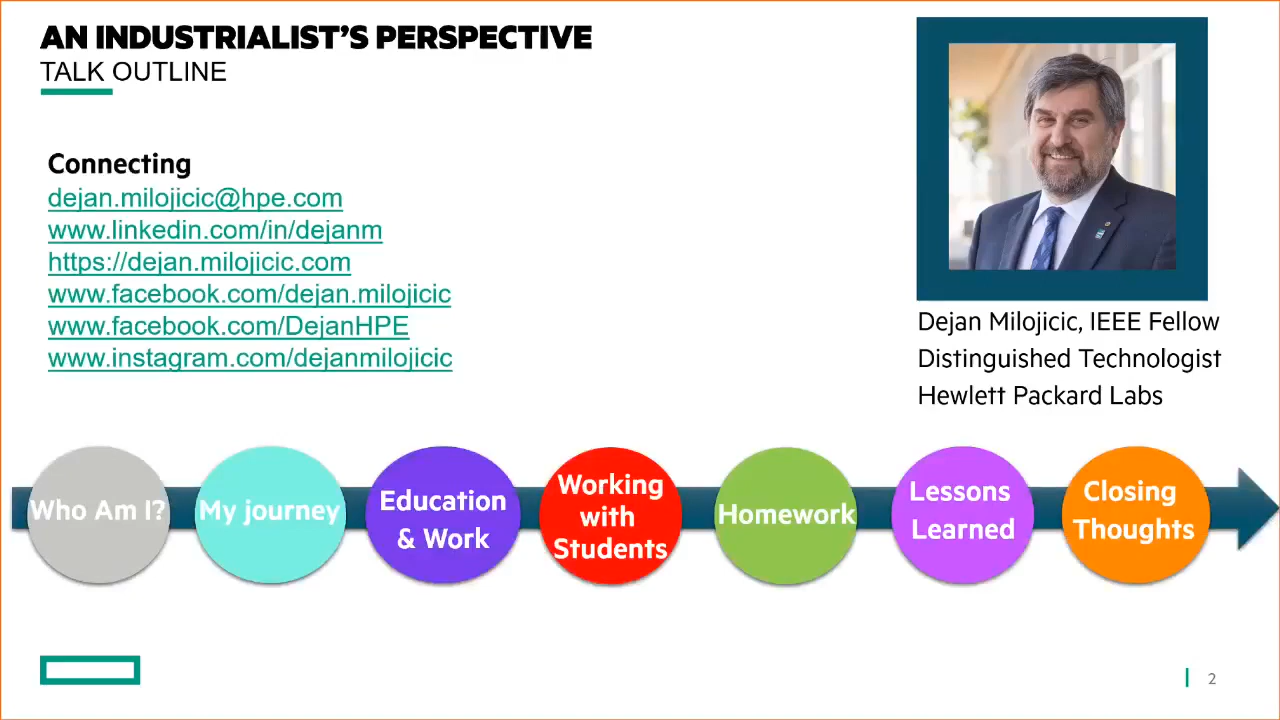 AN INDUSTRIALIST'S PERSPECTIVE
TALK OUTLINE
Connecting
dejan.milojicic@hpe.com
www.linkedin.com/in/dejanm
https://dejan.milojicic.com
www.facebook.com/dejan.milojicic
www.facebook.com/DejanHPE
www.instagram.com/dejanmilojicic
Dejan Milojicic, IEEE Fellow
Distinguished Technologist
Hewlett Packard Labs
Who Am I?
My journey
Education
& Work
Working
with
Students
Homework
Lessons
Learned
Closing
Thoughts
2